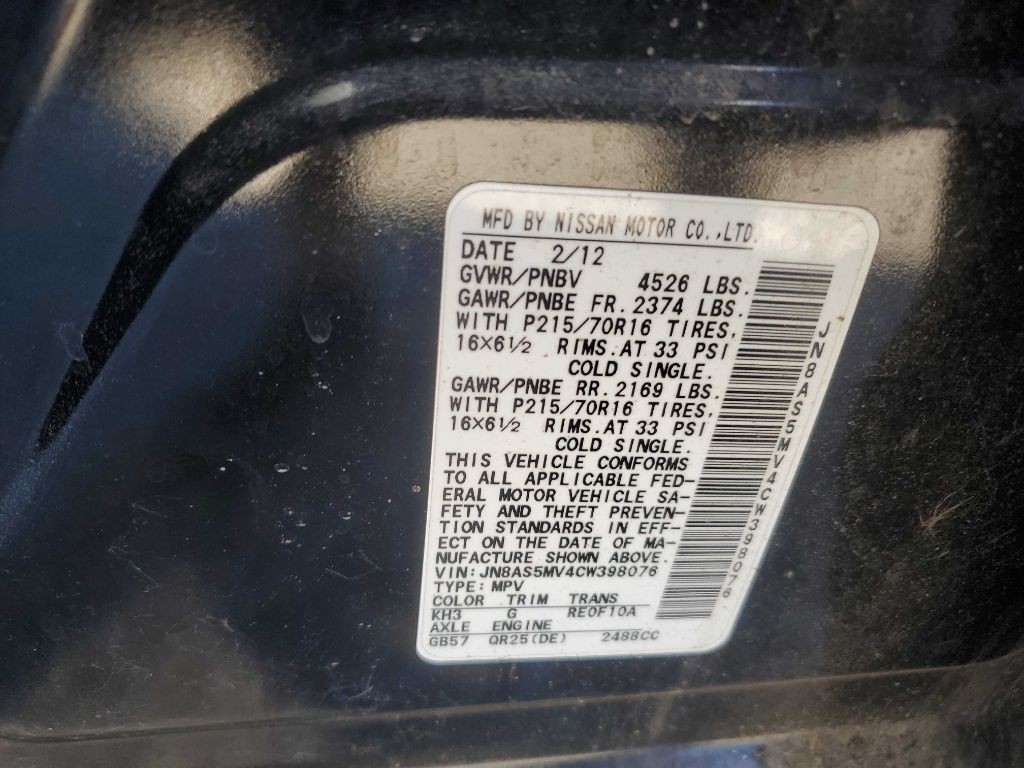 MFD BY NISSAN MOTOR CO.,LTD.
DATE 2/12
GVWR/PNBV 4526 LBS.
GAWR/PNBE FR. 2374 LBS.
WITH P215/70R16 TIRES,
16X6½ RIMS. AT 33 PSI
COLD SINGLE.
GAWR/PNBE RR. 2169 LBS.
WITH P215/70R16 TIRES,
16X6½ RIMS. AT 33 PSI
COLD SINGLE.
THIS VEHICLE CONFORMS
TO ALL APPLICABLE FED-
ERAL MOTOR VEHICLE SA-
FETY AND THEFT PREVEN-
TION STANDARDS IN EFF-
ECT ON THE DATE OF MA-
NUFACTURE SHOWN ABOVE.
VIN: JN8AS5MV4CW398076
TYPE: MPV
COLOR TRIM TRANS
KH3 G RE0F10A
AXLE ENGINE
GB57 QR25(DE) 2488CC
JN8AS5MV4CW398076